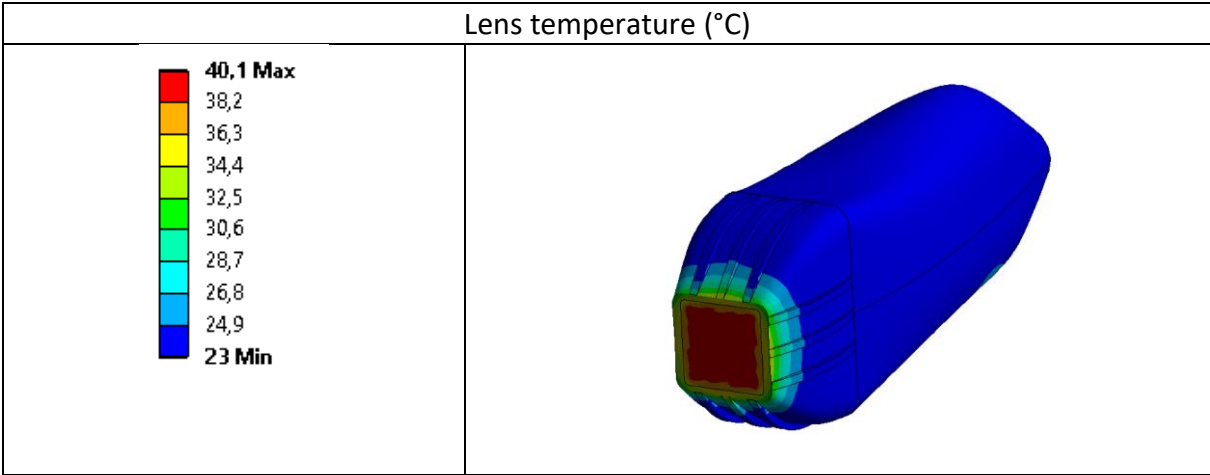 Lens temperature (°C)
40,1 Max
38,2
36,3
34,4
32,5
30,6
28,7
26,8
24,9
23 Min